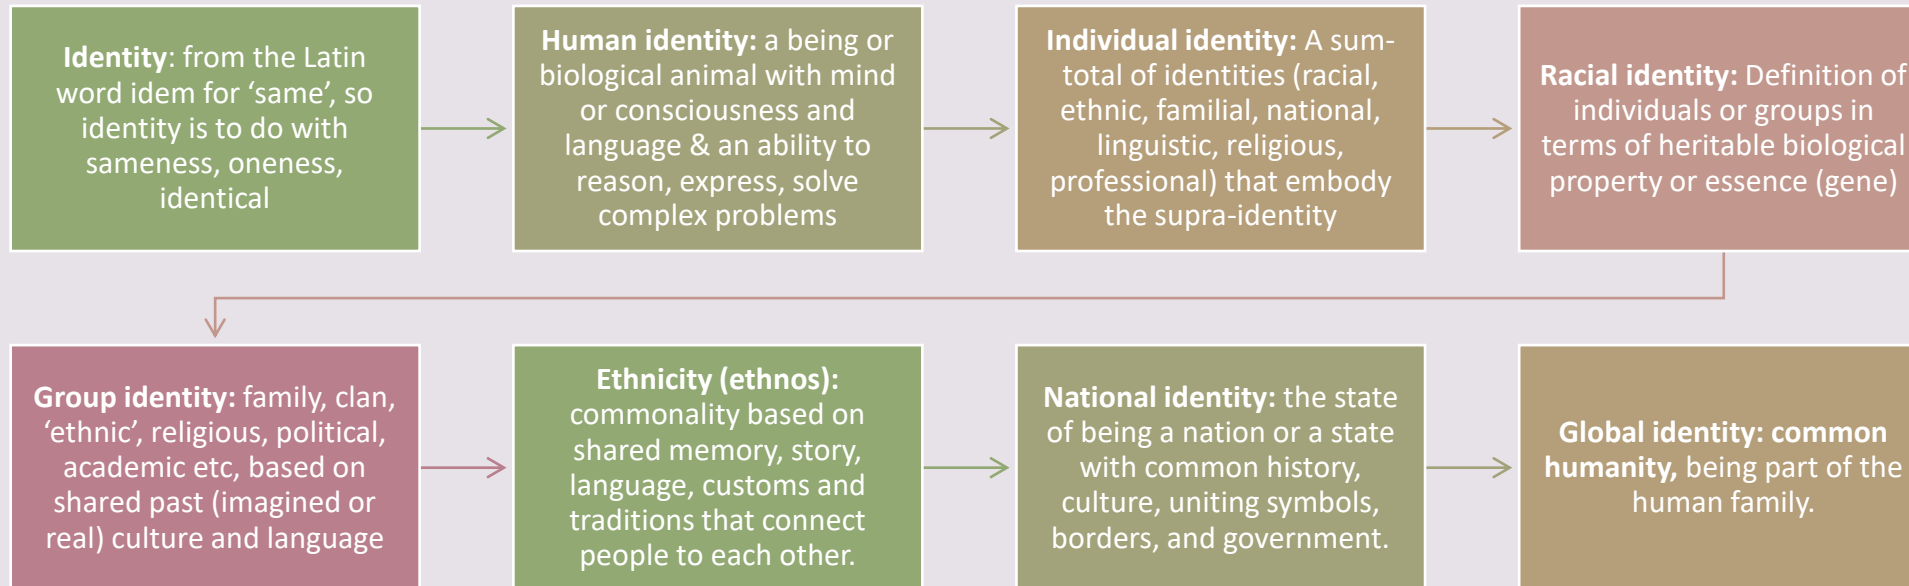 Identity: from the Latin
word idem for ‘same’, so
identity is to do with
sameness, oneness,
identical
Human identity: a being or
biological animal with mind
or consciousness and
language & an ability to
reason, express, solve
complex problems
Individual identity: A sum-
total of identities (racial,
ethnic, familial, national,
linguistic, religious,
professional) that embody
the supra-identity
Racial identity: Definition of
individuals or groups in
terms of heritable biological
property or essence (gene)
Group identity: family, clan,
‘ethnic’, religious, political,
academic etc, based on
shared past (imagined or
real) culture and language
Ethnicity (ethnos):
commonality based on
shared memory, story,
language, customs and
traditions that connect
people to each other.
National identity: the state
of being a nation or a state
with common history,
culture, uniting symbols,
borders, and government.
Global identity: common
humanity, being part of the
human family.